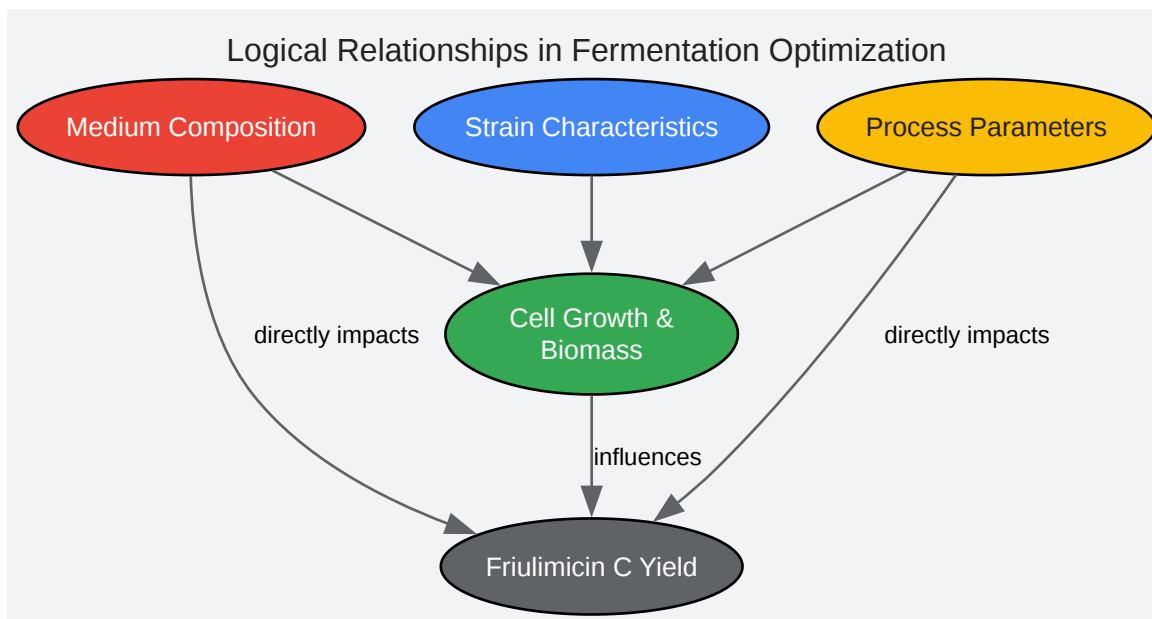 Logical Relationships in Fermentation Optimization
Medium Composition
Strain Characteristics
Process Parameters
Cell Growth &
Biomass
directly impacts
directly impacts
influences
Friulimicin C Yield